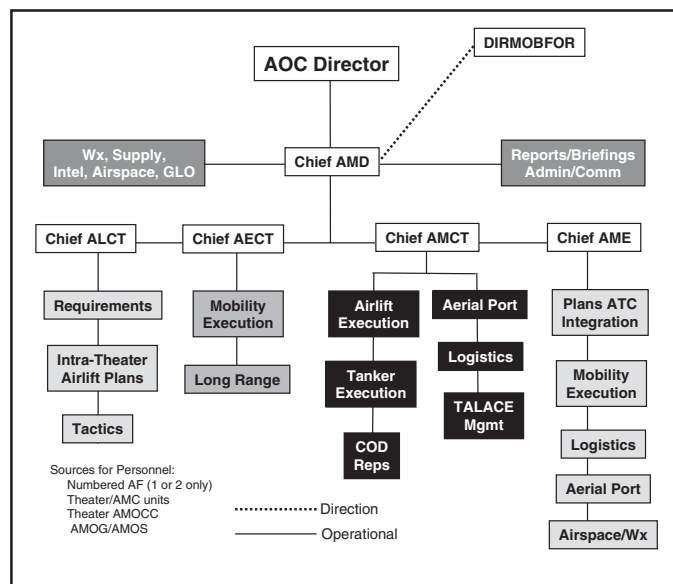 DIRMOBFOR
AOC Director
Wx, Supply,
Intel, Airspace, GLO
Chief AMD
Reports/Briefings
Admin/Comm
Chief ALCT
Chief AECT
Chief AMCT
Chief AME
Requirements
Intra-Theater
Airlift Plans
Tactics
Mobility
Execution
Long Range
Airlift
Execution
Tanker
Execution
COD
Reps
Aerial Port
Logistics
TALACE
Mgmt
Plans ATC
Integration
Mobility
Execution
Logistics
Aerial Port
Airspace/Wx
Sources for Personnel:
Numbered AF (1 or 2 only)
Theater/AMC units
Theater AMOCC
AMOG/AMOS
Direction
Operational